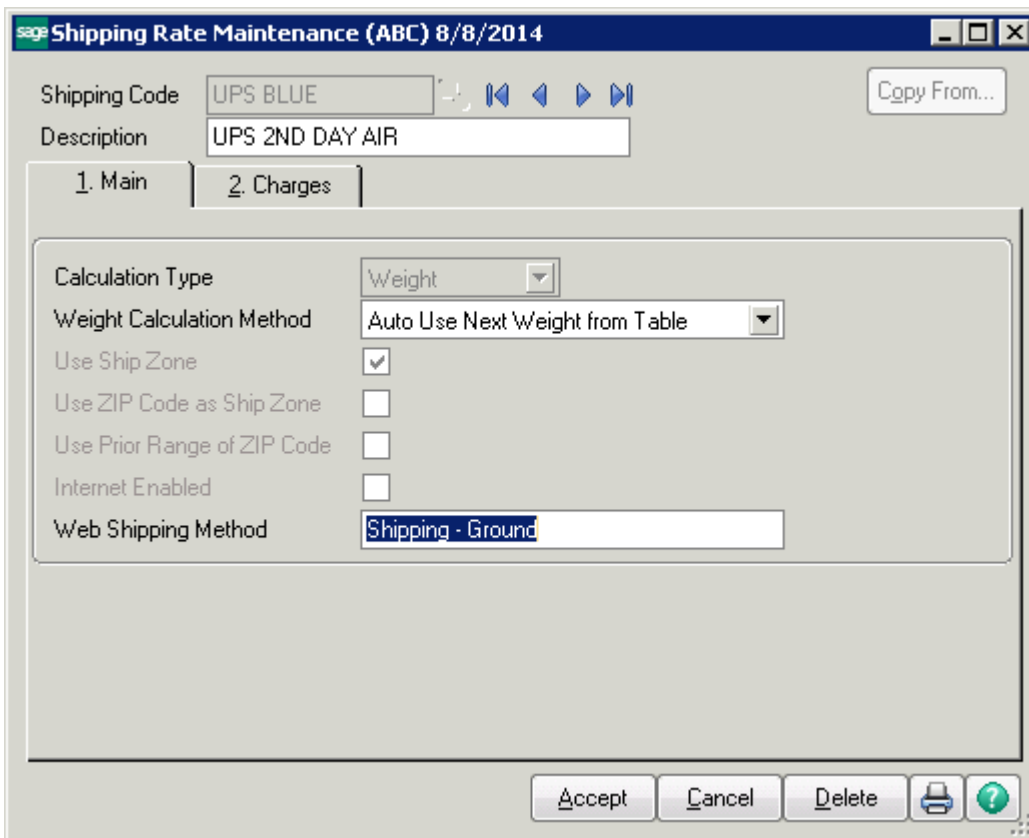 sage Shipping Rate Maintenance (ABC) 8/8/2014
Shipping Code UPS BLUE Copy From...
Description UPS 2ND DAY AIR
1. Main 2. Charges
Calculation Type Weight
Weight Calculation Method Auto Use Next Weight from Table
Use Ship Zone
Use ZIP Code as Ship Zone
Use Prior Range of ZIP Code
Internet Enabled
Web Shipping Method Shipping - Ground
Accept Cancel Delete ?